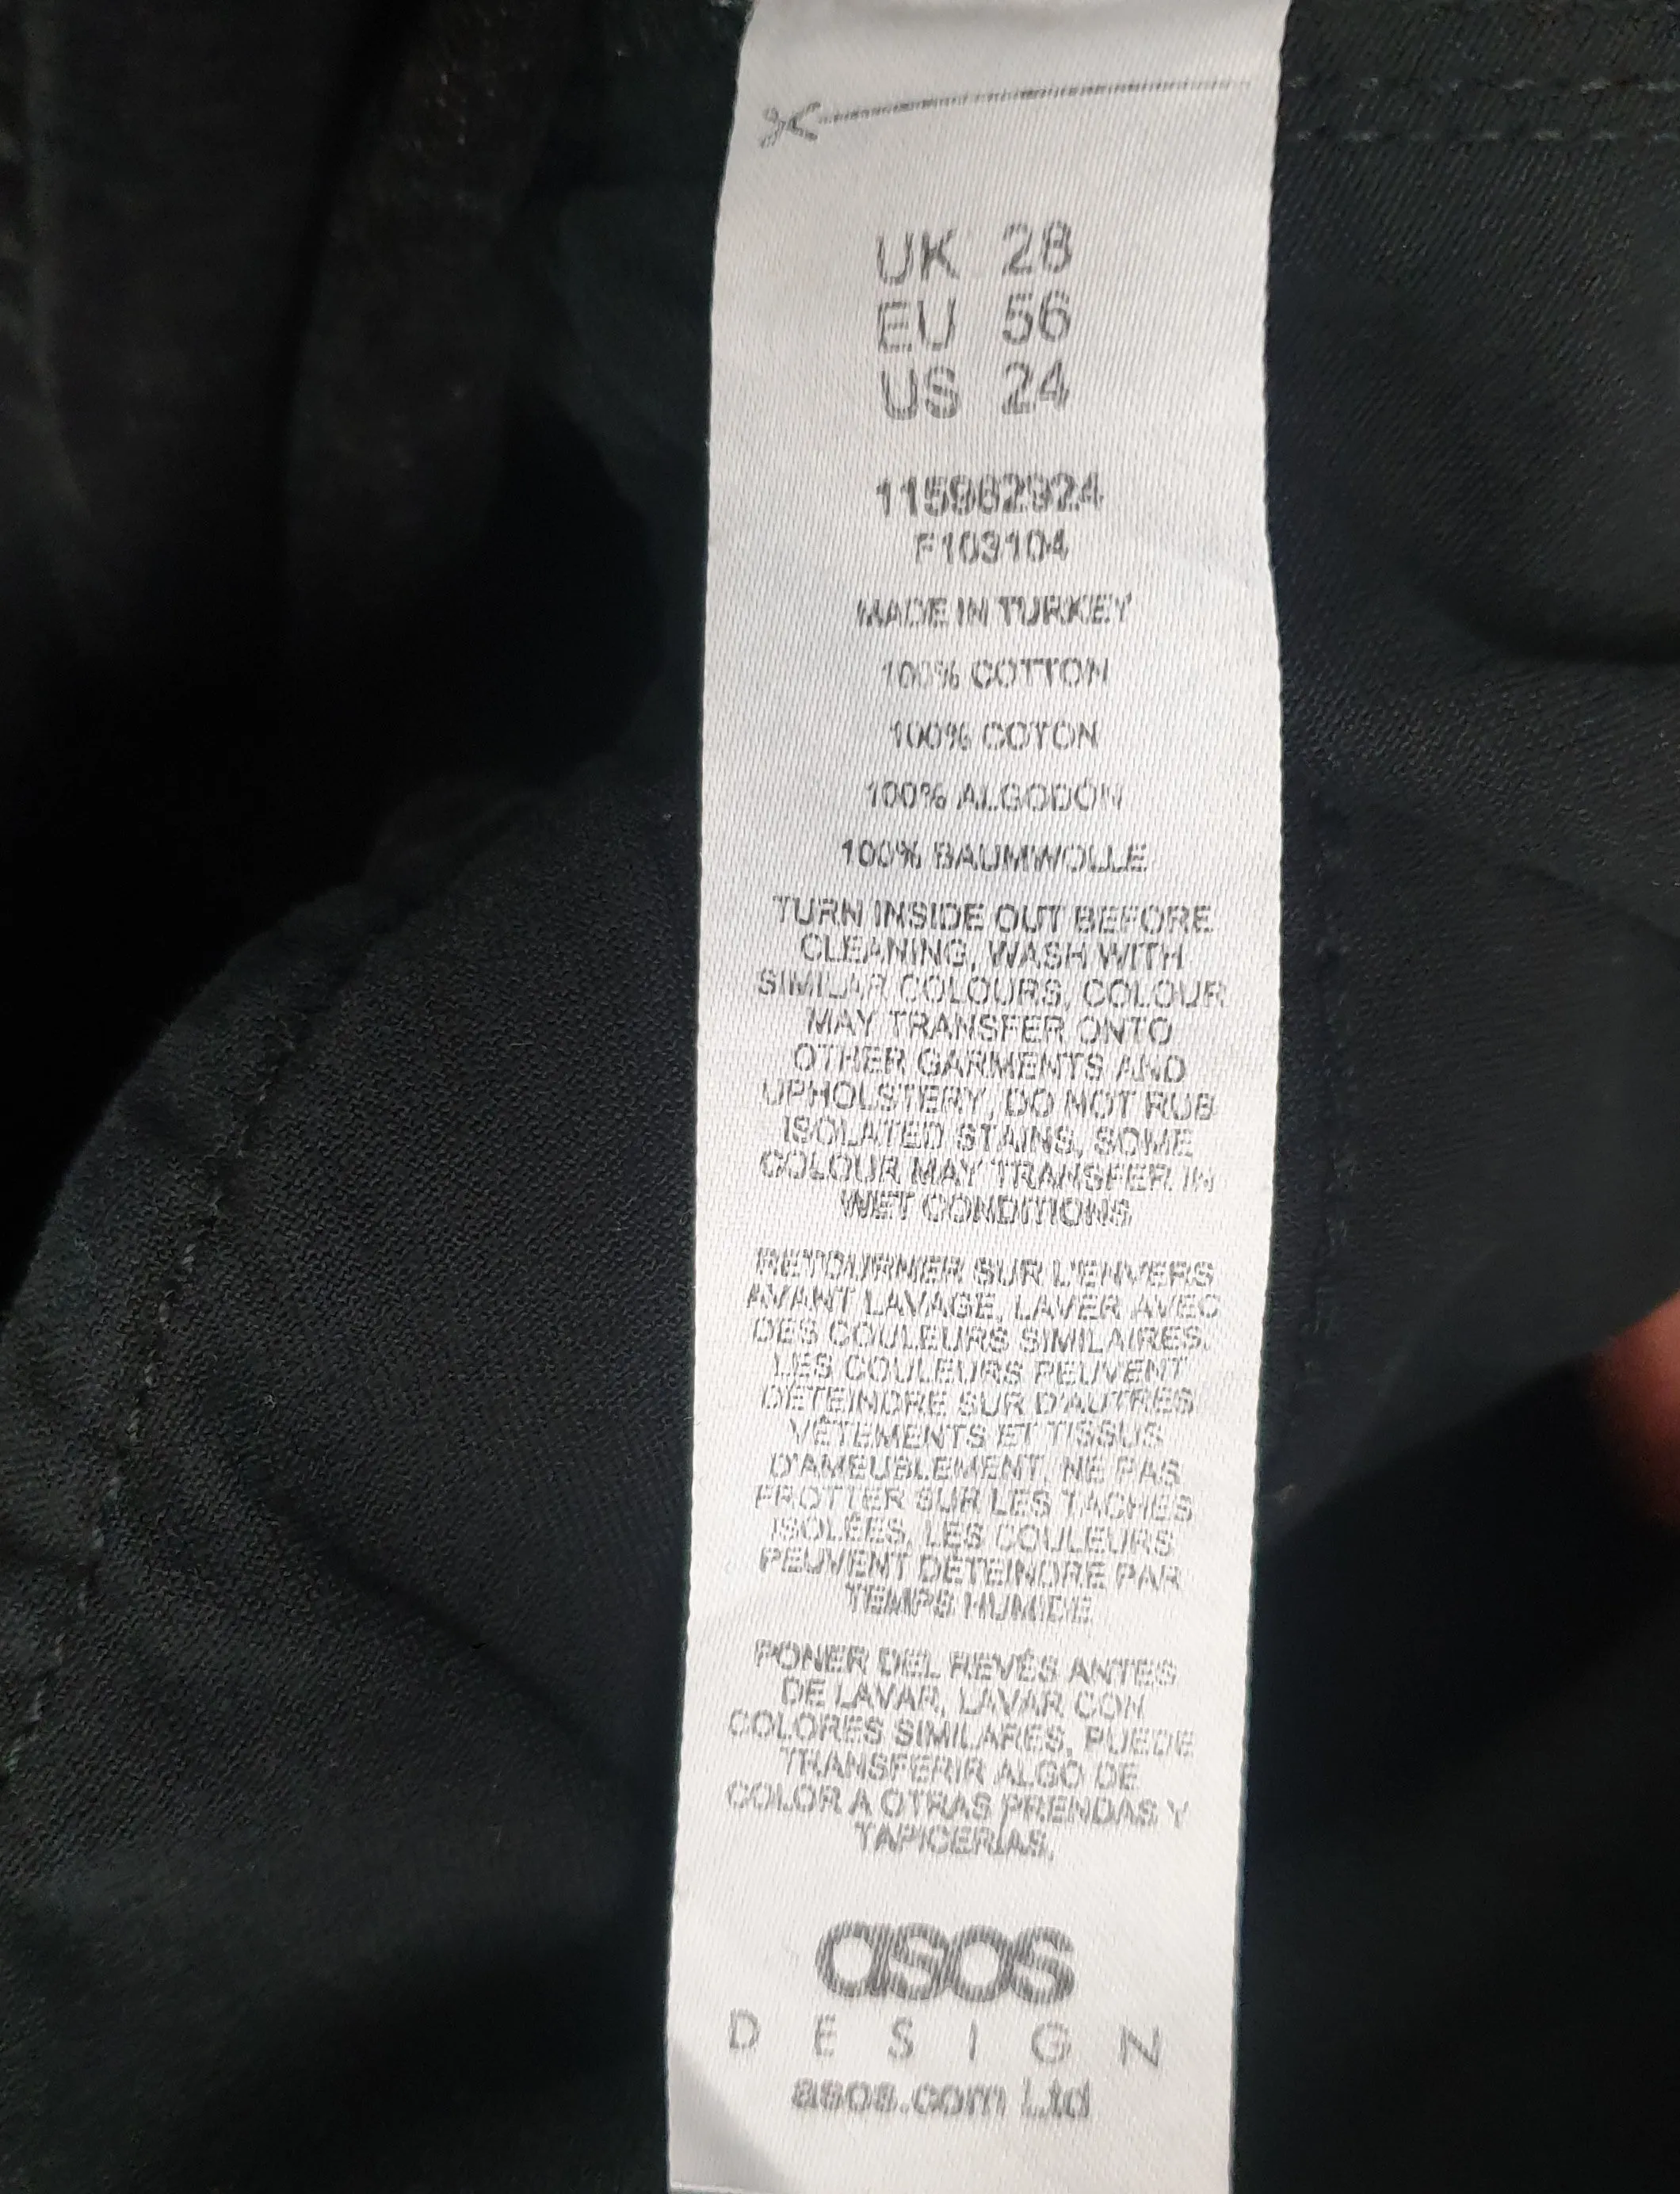 UK 28
EU 56
US 24
115982924
F103104
MADE IN TURKEY
100% COTTON
100% COTON
100% ALGODÓN
100% BAUMWOLLE
TURN INSIDE OUT BEFORE
CLEANING, WASH WITH
SIMILAR COLOURS, COLOUR
MAY TRANSFER ONTO
OTHER GARMENTS AND
UPHOLSTERY, DO NOT RUB
ISOLATED STAINS, SOME
COLOUR MAY TRANSFER IN
WET CONDITIONS
RETOURNER SUR L'ENVERS
AVANT LAVAGE, LAVER AVEC
DES COULEURS SIMILAIRES.
LES COULEURS PEUVENT
DÉTEINDRE SUR D'AUTRES
VÊTEMENTS ET TISSUS
D'AMEUBLEMENT, NE PAS
FROTTER SUR LES TACHES
ISOLÉES, LES COULEURS
PEUVENT DÉTEINDRE PAR
TEMPS HUMIDE
PONER DEL REVÉS ANTES
DE LAVAR, LAVAR CON
COLORES SIMILARES, PUEDE
TRANSFERIR ALGO DE
COLOR A OTRAS PRENDAS Y
TAPICERÍAS,
asos
DESIGN
asos.com Ltd